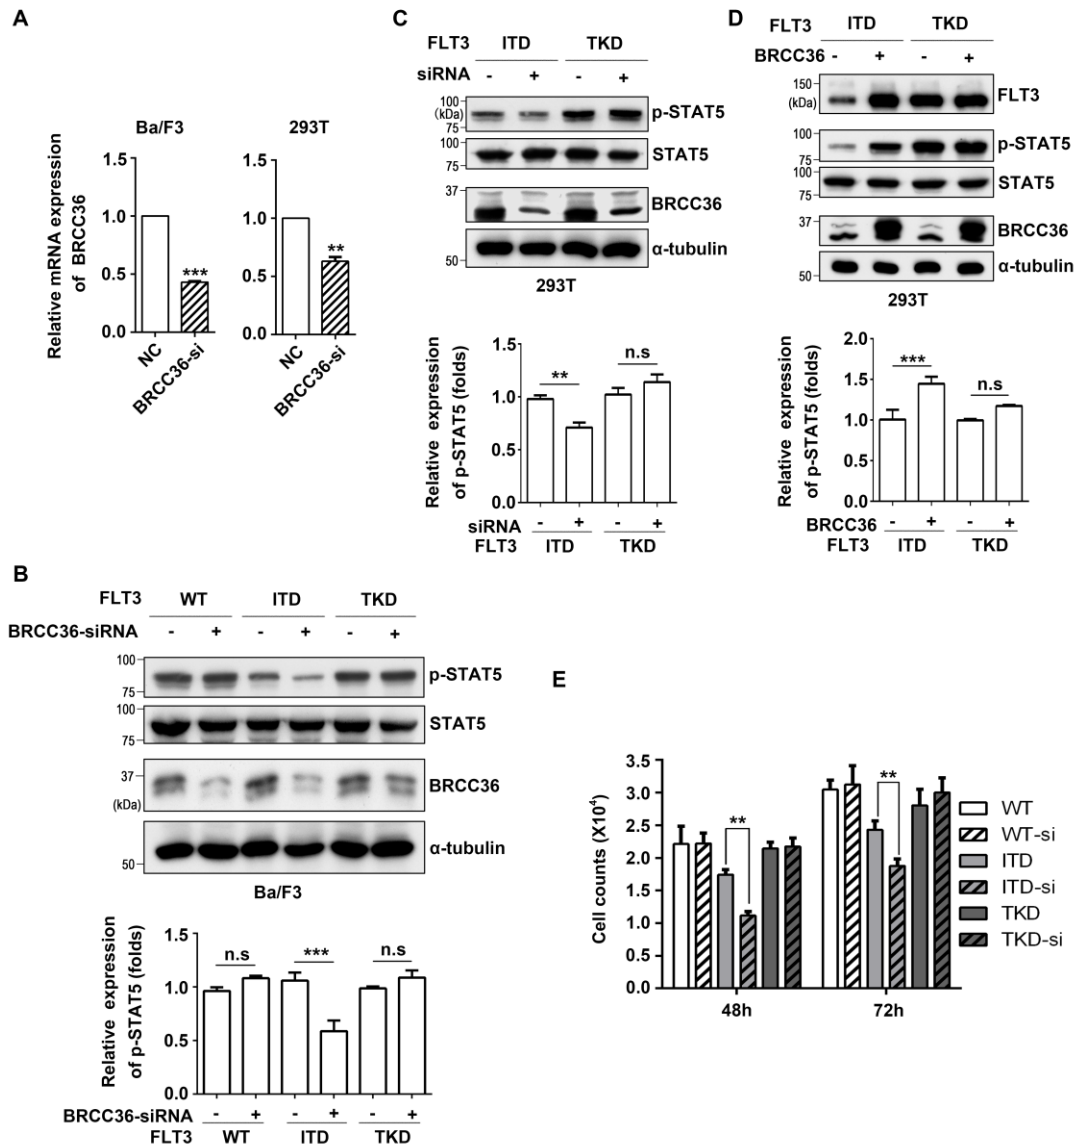 A
Ba/F3
293T
Relative mRNA expression
of BRCC36
1.5
1.0
0.5
0.0
***
NC
BRCC36-si
1.5
1.0
0.5
0.0
**
NC
BRCC36-si
C
FLT3 ITD TKD
siRNA - + - +
100
(kDa)
75
p-STAT5
100
75
STAT5
37
BRCC36
50
α-tubulin
293T
Relative expression
of p-STAT5 (folds)
1.5
1.0
0.5
0.0
**
n.s
siRNA - + - +
FLT3 ITD TKD
D
FLT3 ITD TKD
BRCC36 - + - +
150
(kDa)
100
FLT3
100
75
p-STAT5
100
75
STAT5
37
BRCC36
50
α-tubulin
293T
Relative expression
of p-STAT5 (folds)
2.0
1.5
1.0
0.5
0.0
***
n.s
BRCC36 - + - +
FLT3 ITD TKD
B
FLT3 WT ITD TKD
BRCC36-siRNA - + - + - +
100
75
p-STAT5
100
75
STAT5
37
(kDa)
BRCC36
50
α-tubulin
Ba/F3
Relative expression
of p-STAT5 (folds)
1.5
1.0
0.5
0.0
n.s
***
n.s
BRCC36-siRNA - + - + - +
FLT3 WT ITD TKD
E
Cell counts (X10⁴)
3.5
3.0
2.5
2.0
1.5
1.0
0.5
0.0
**
**
48h
72h
WT
WT-si
ITD
ITD-si
TKD
TKD-si